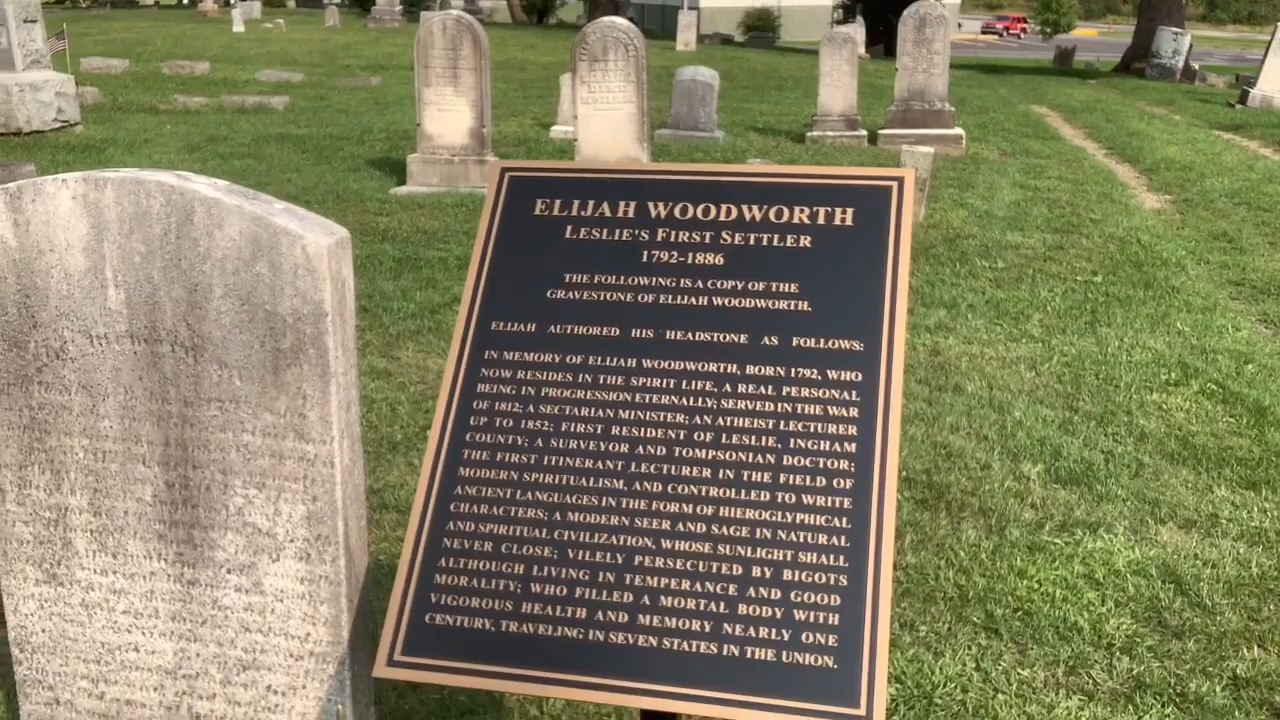 ELIJAH WOODWORTH
LESLIE'S FIRST SETTLER
1792-1886
THE FOLLOWING IS A COPY OF THE
GRAVESTONE OF ELIJAH WOODWORTH.
ELIJAH AUTHORED HIS HEADSTONE AS FOLLOWS:
IN MEMORY OF ELIJAH WOODWORTH, BORN 1792, WHO
NOW RESIDES IN THE SPIRIT LIFE, A REAL PERSONAL
BEING IN PROGRESSION ETERNALLY; SERVED IN THE WAR
OF 1812; A SECTARIAN MINISTER; AN ATHEIST LECTURER
UP TO 1852; FIRST RESIDENT OF LESLIE, INGHAM
COUNTY; A SURVEYOR AND TOMPSONIAN DOCTOR;
THE FIRST ITINERANT LECTURER IN THE FIELD OF
MODERN SPIRITUALISM, AND CONTROLLED TO WRITE
ANCIENT LANGUAGES IN THE FORM OF HIEROGLYPHICAL
CHARACTERS; A MODERN SEER AND SAGE IN NATURAL
AND SPIRITUAL CIVILIZATION, WHOSE SUNLIGHT SHALL
NEVER CLOSE; VILELY PERSECUTED BY BIGOTS
ALTHOUGH LIVING IN TEMPERANCE AND GOOD
MORALITY; WHO FILLED A MORTAL BODY WITH
VIGOROUS HEALTH AND MEMORY NEARLY ONE
CENTURY, TRAVELING IN SEVEN STATES IN THE UNION.